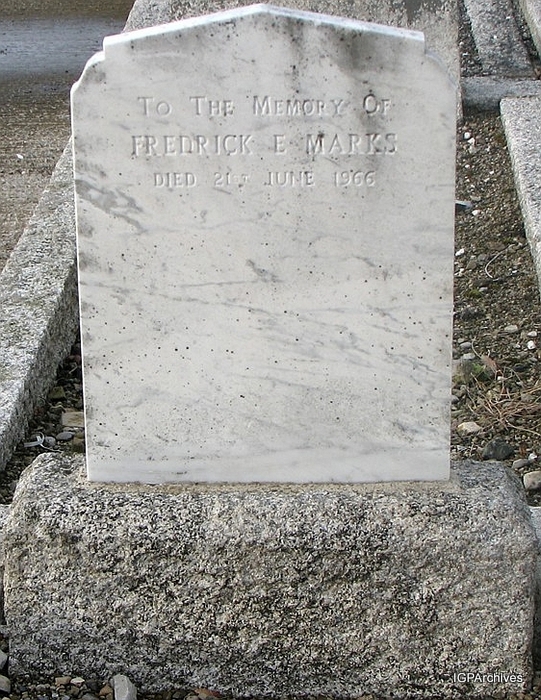 To The Memory Of
FREDRICK E MARKS
DIED 21ST JUNE 1966
IGPArchives